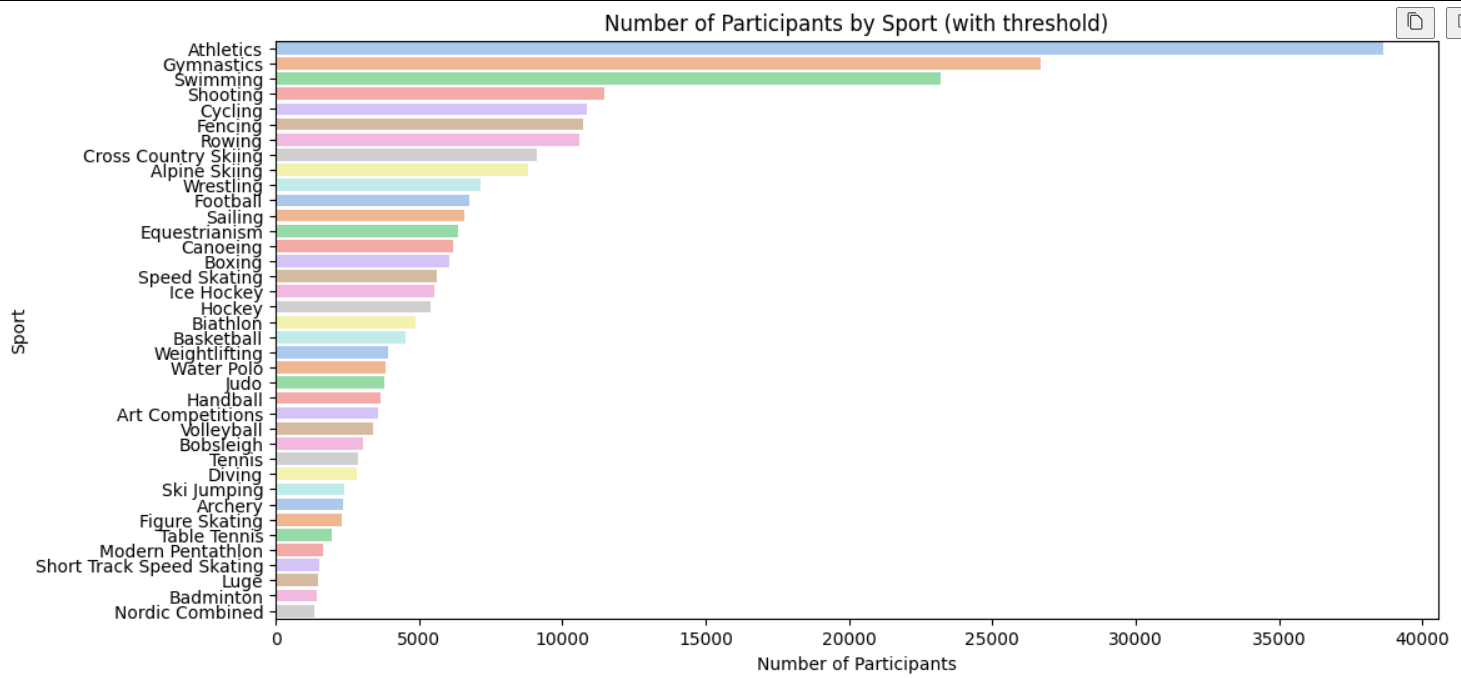 Number of Participants by Sport (with threshold)
Athletics
Gymnastics
Swimming
Shooting
Cycling
Fencing
Rowing
Cross Country Skiing
Alpine Skiing
Wrestling
Football
Sailing
Equestrianism
Canoeing
Boxing
Speed Skating
Ice Hockey
Hockey
Biathlon
Basketball
Weightlifting
Water Polo
Judo
Handball
Art Competitions
Volleyball
Bobsleigh
Tennis
Diving
Ski Jumping
Archery
Figure Skating
Table Tennis
Modern Pentathlon
Short Track Speed Skating
Luge
Badminton
Nordic Combined
Sport
0 5000 10000 15000 20000 25000 30000 35000 40000
Number of Participants